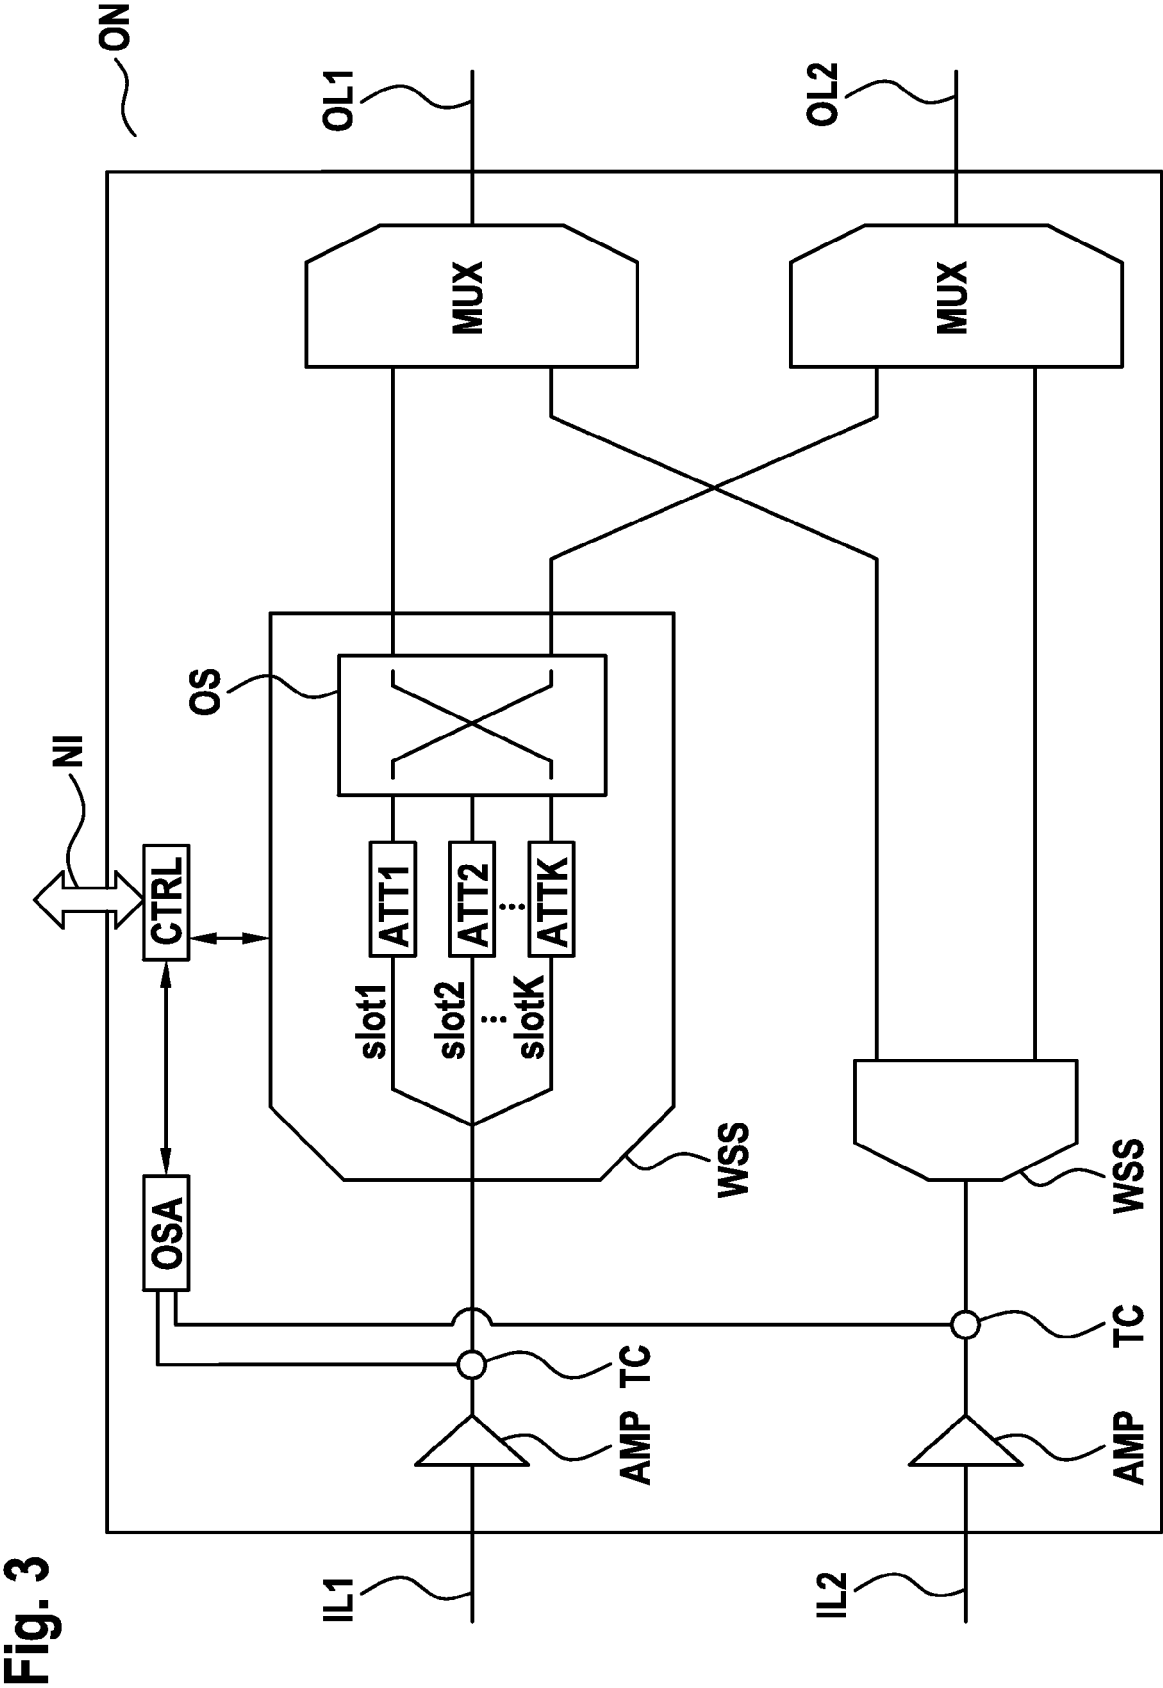 Fig. 3
ON
NI
OSA
CTRL
OS
IL1
OL1
slot1
ATT1
slot2
ATT2
... ...
slotK
ATTK
MUX
AMP
TC
WSS
IL2
OL2
MUX
AMP
TC
WSS